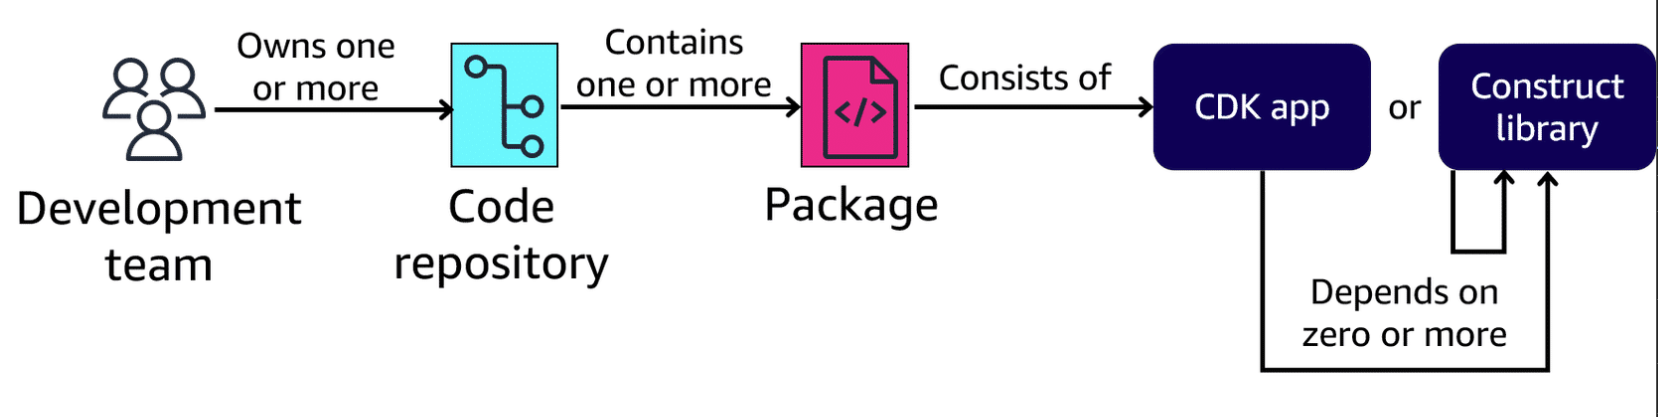 Owns one
or more
Contains
one or more
Consists of
CDK app
or
Construct
library
</>
Development
team
Code
repository
Package
Depends on
zero or more